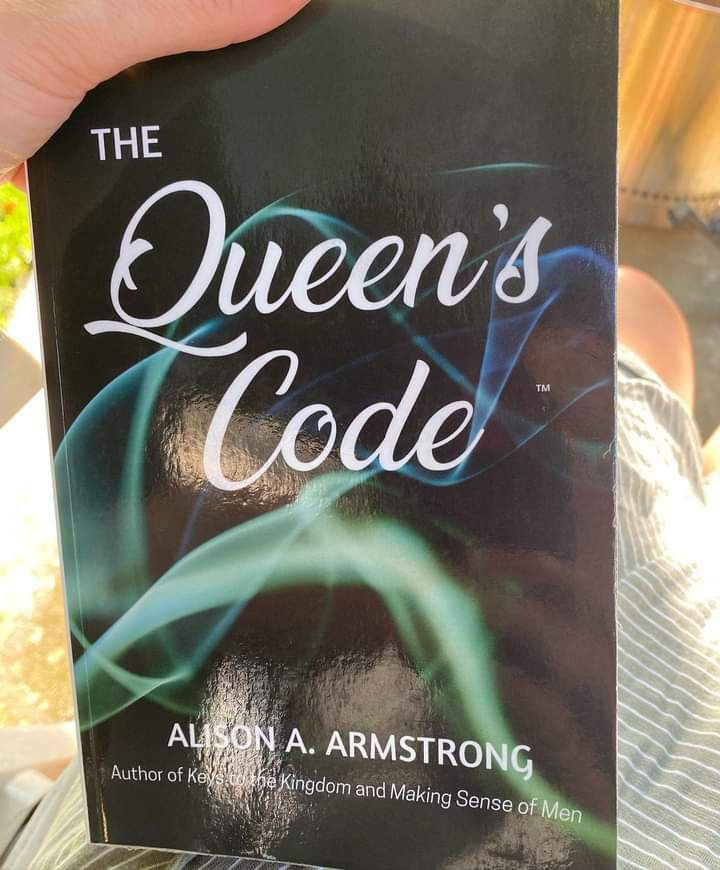 THE
Queen's
Code
TM
ALISON A. ARMSTRONG
Author of Keys to the Kingdom and Making Sense of Men